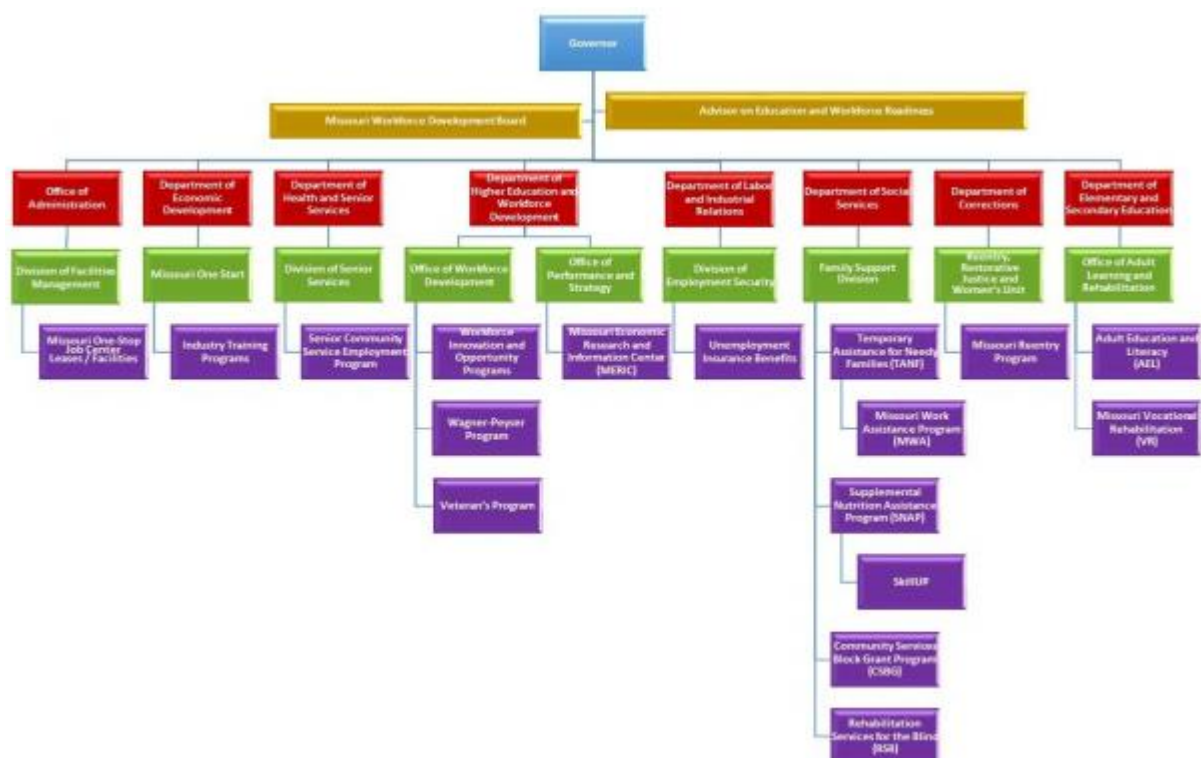 Governor
Missouri Workforce Development Board
Advisor on Education and Workforce Readiness
Office of
Administration
Department of
Economic
Development
Department of
Health and Senior
Services
Department of
Higher Education and
Workforce
Development
Department of Labor
and Industrial
Relations
Department of Social
Services
Department of
Corrections
Department of
Elementary and
Secondary Education
Division of Facilities
Management
Missouri One Start
Division of Senior
Services
Office of Workforce
Development
Office of
Performance and
Strategy
Division of
Employment Security
Family Support
Division
Reentry,
Restorative
Justice and
Women's Unit
Office of Adult
Learning and
Rehabilitation
Missouri One-Stop
Job Center
Leases / Facilities
Industry Training
Programs
Senior Community
Service Employment
Program
Workforce
Innovation and
Opportunity
Programs
Missouri Economic
Research and
Information Center
(MERIC)
Unemployment
Insurance Benefits
Temporary
Assistance for Needy
Families (TANF)
Missouri Reentry
Program
Adult Education and
Literacy
(AEL)
Wagner-Peyser
Program
Missouri Work
Assistance Program
(MWA)
Missouri Vocational
Rehabilitation
(VR)
Veteran's Program
Supplemental
Nutrition Assistance
Program (SNAP)
SkillUP
Community Services
Block Grant Program
(CSBG)
Rehabilitation
Services for the Blind
(RSB)